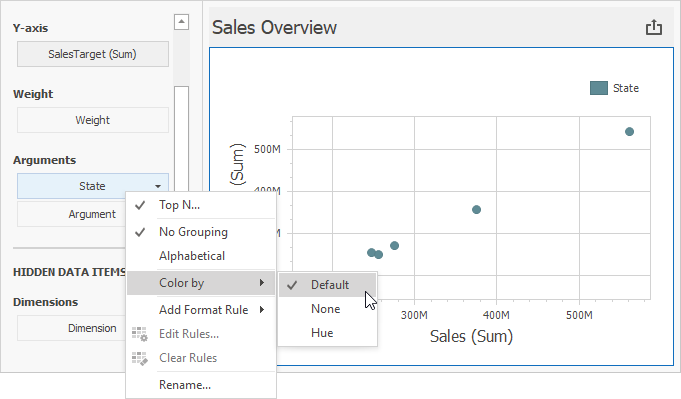 Y-axis
SalesTarget (Sum)
Weight
Weight
Arguments
State
Argument
HIDDEN DATA ITEMS
Dimensions
Dimension
Top N...
No Grouping
Alphabetical
Color by
Add Format Rule
Edit Rules...
Clear Rules
Rename...
Default
None
Hue
Sales Overview
State
(Sum)
500M
400M
300M
400M
500M
Sales (Sum)